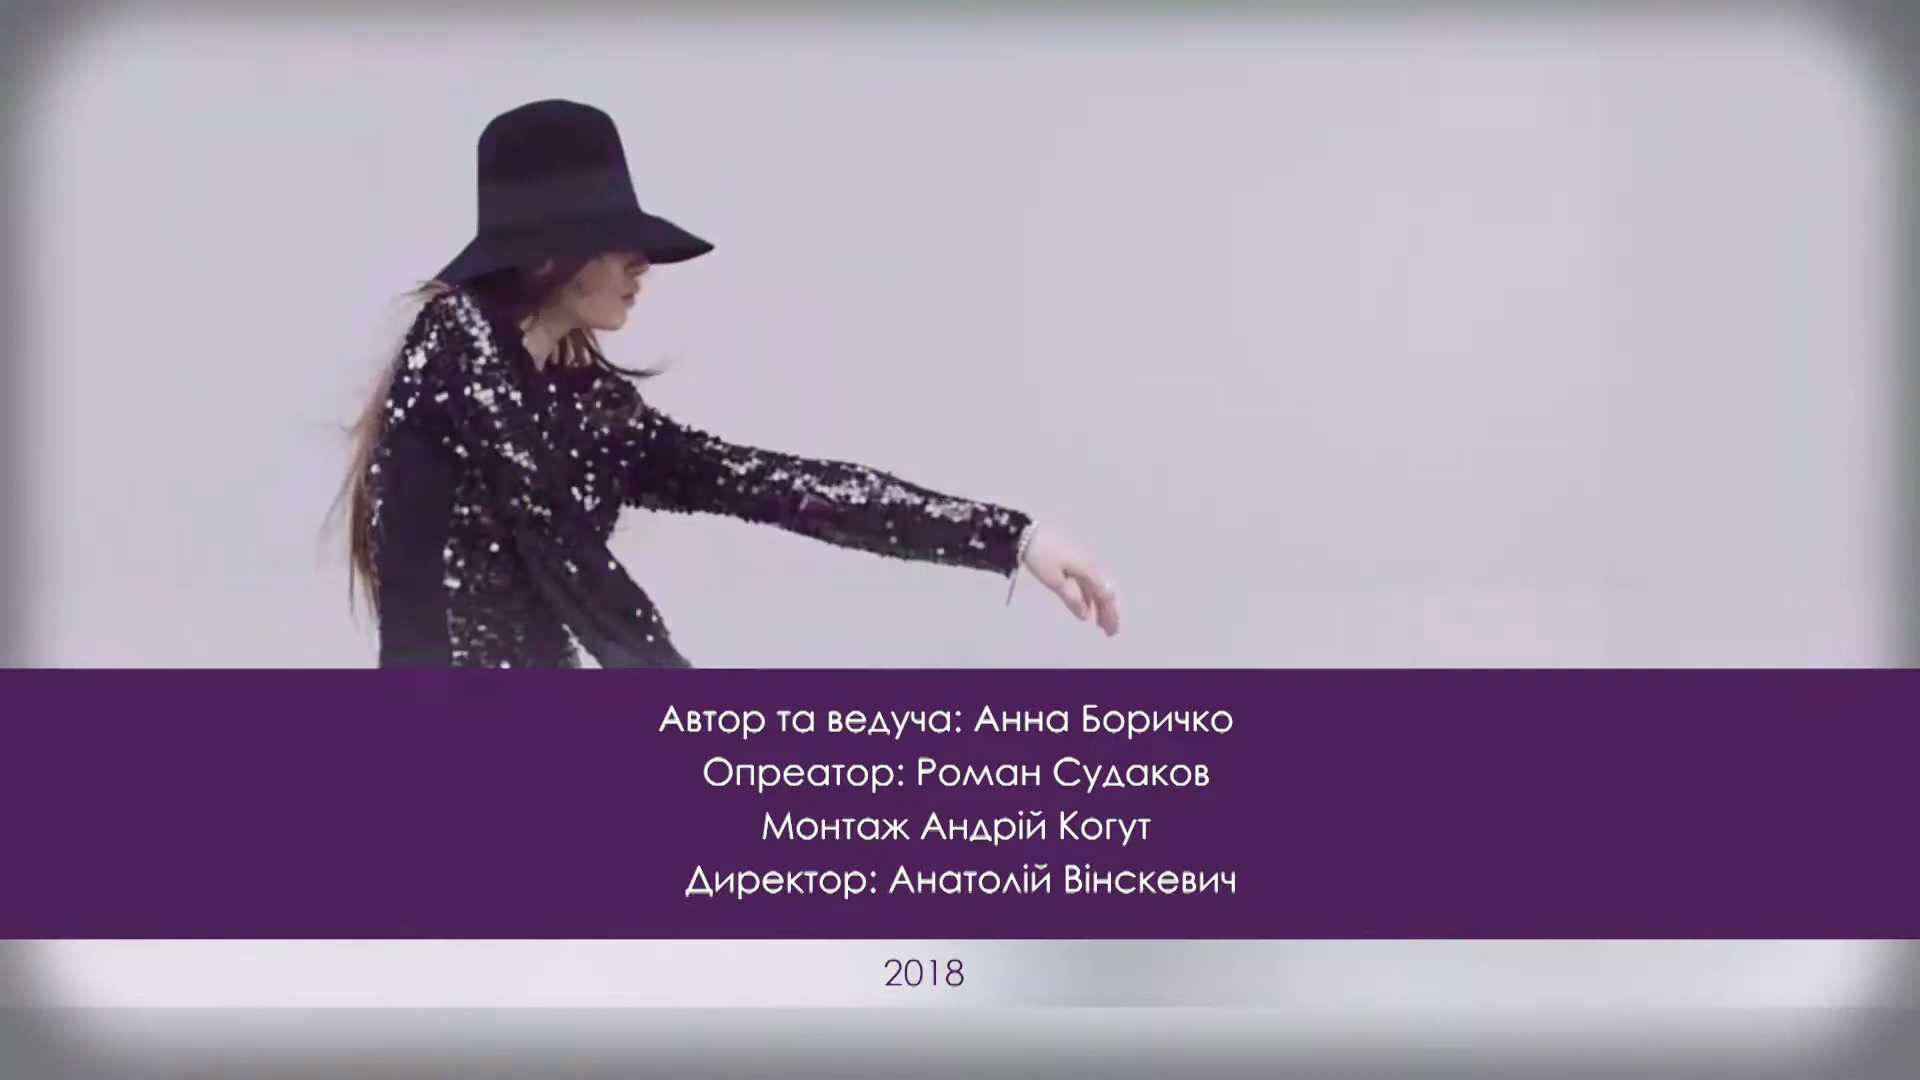 Автор та ведуча: Анна Боричко
Опреатор: Роман Судаков
Монтаж Андрій Когут
Директор: Анатолій Вінскевич
2018